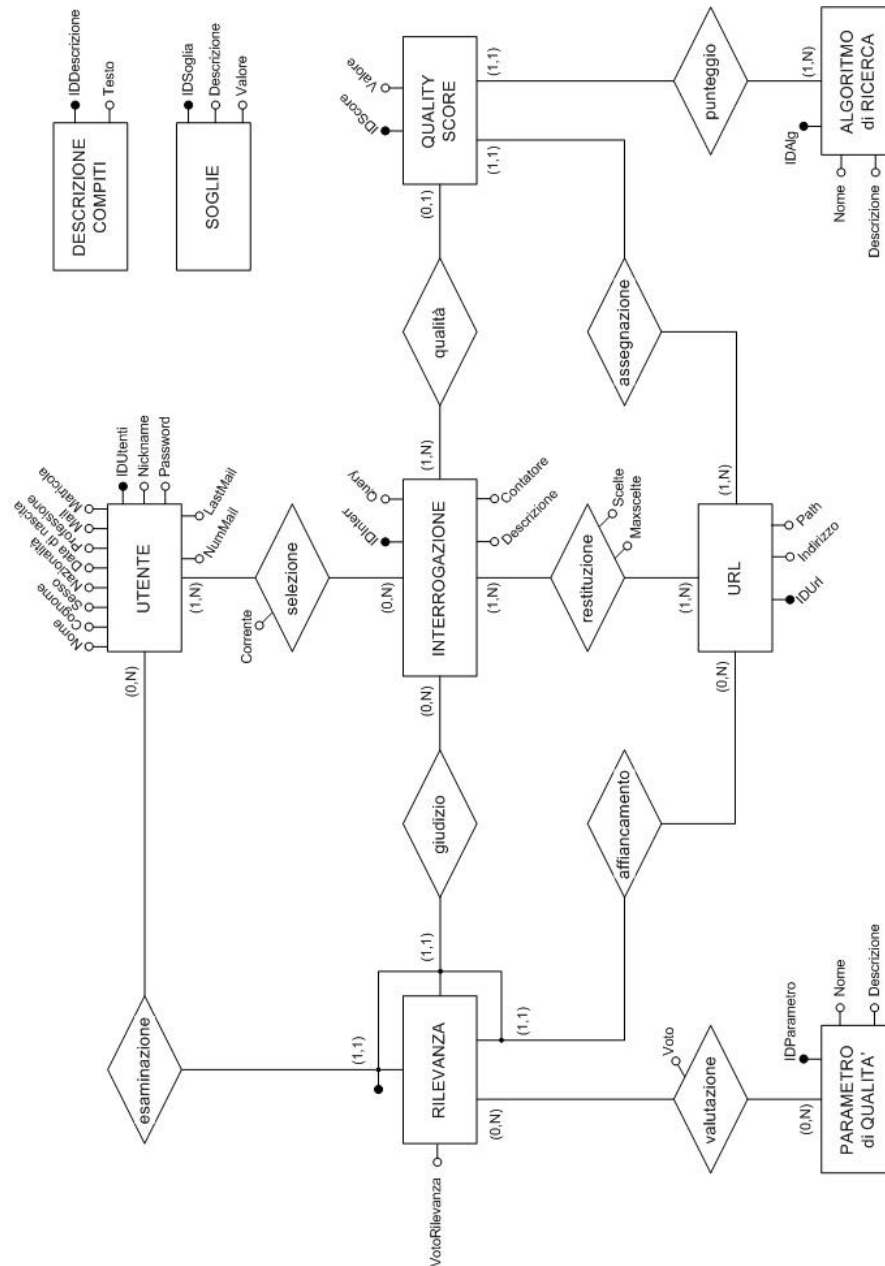 DESCRIZIONE
COMPITI
IDDescrizione
Testo
SOGLIE
IDSoglia
Descrizione
Valore
UTENTE
Nome
Cognome
Sesso
Nazionalità
Data di nascita
Professione
Mail
Matricola
IDUtenti
Nickname
Password
LastMail
NumMail
(0,N)
(1,N)
esaminazione
(1,1)
selezione
Corrente
(0,N)
INTERROGAZIONE
IDInterr
Query
Contatore
Descrizione
(0,N)
(1,N)
(1,N)
qualità
(0,1)
QUALITY
SCORE
IDScore
Valore
(1,1)
(1,1)
giudizio
(1,1)
RILEVANZA
VotoRilevanza
(1,1)
(0,N)
restituzione
Scelte
Maxscelte
(1,N)
URL
IDUrl
Indirizzo
Path
(0,N)
(1,N)
affiancamento
assegnazione
valutazione
Voto
(0,N)
PARAMETRO
di QUALITA'
IDParametro
Nome
Descrizione
punteggio
(1,N)
ALGORITMO
di RICERCA
IDAlg
Nome
Descrizione